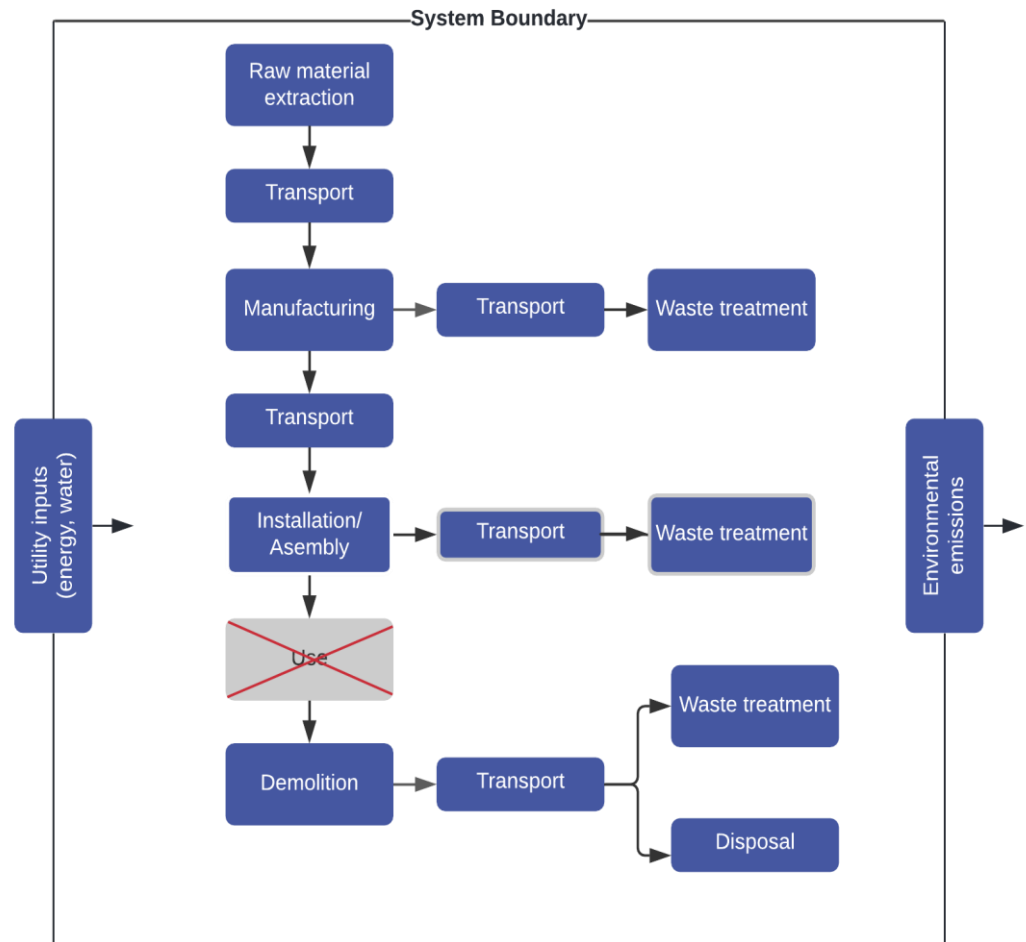 System Boundary
Raw material
extraction
Transport
Manufacturing
Transport
Waste treatment
Transport
Installation/
Asembly
Transport
Waste treatment
Utility inputs
(energy, water)
Environmental
emissions
Use
Waste treatment
Demolition
Transport
Disposal